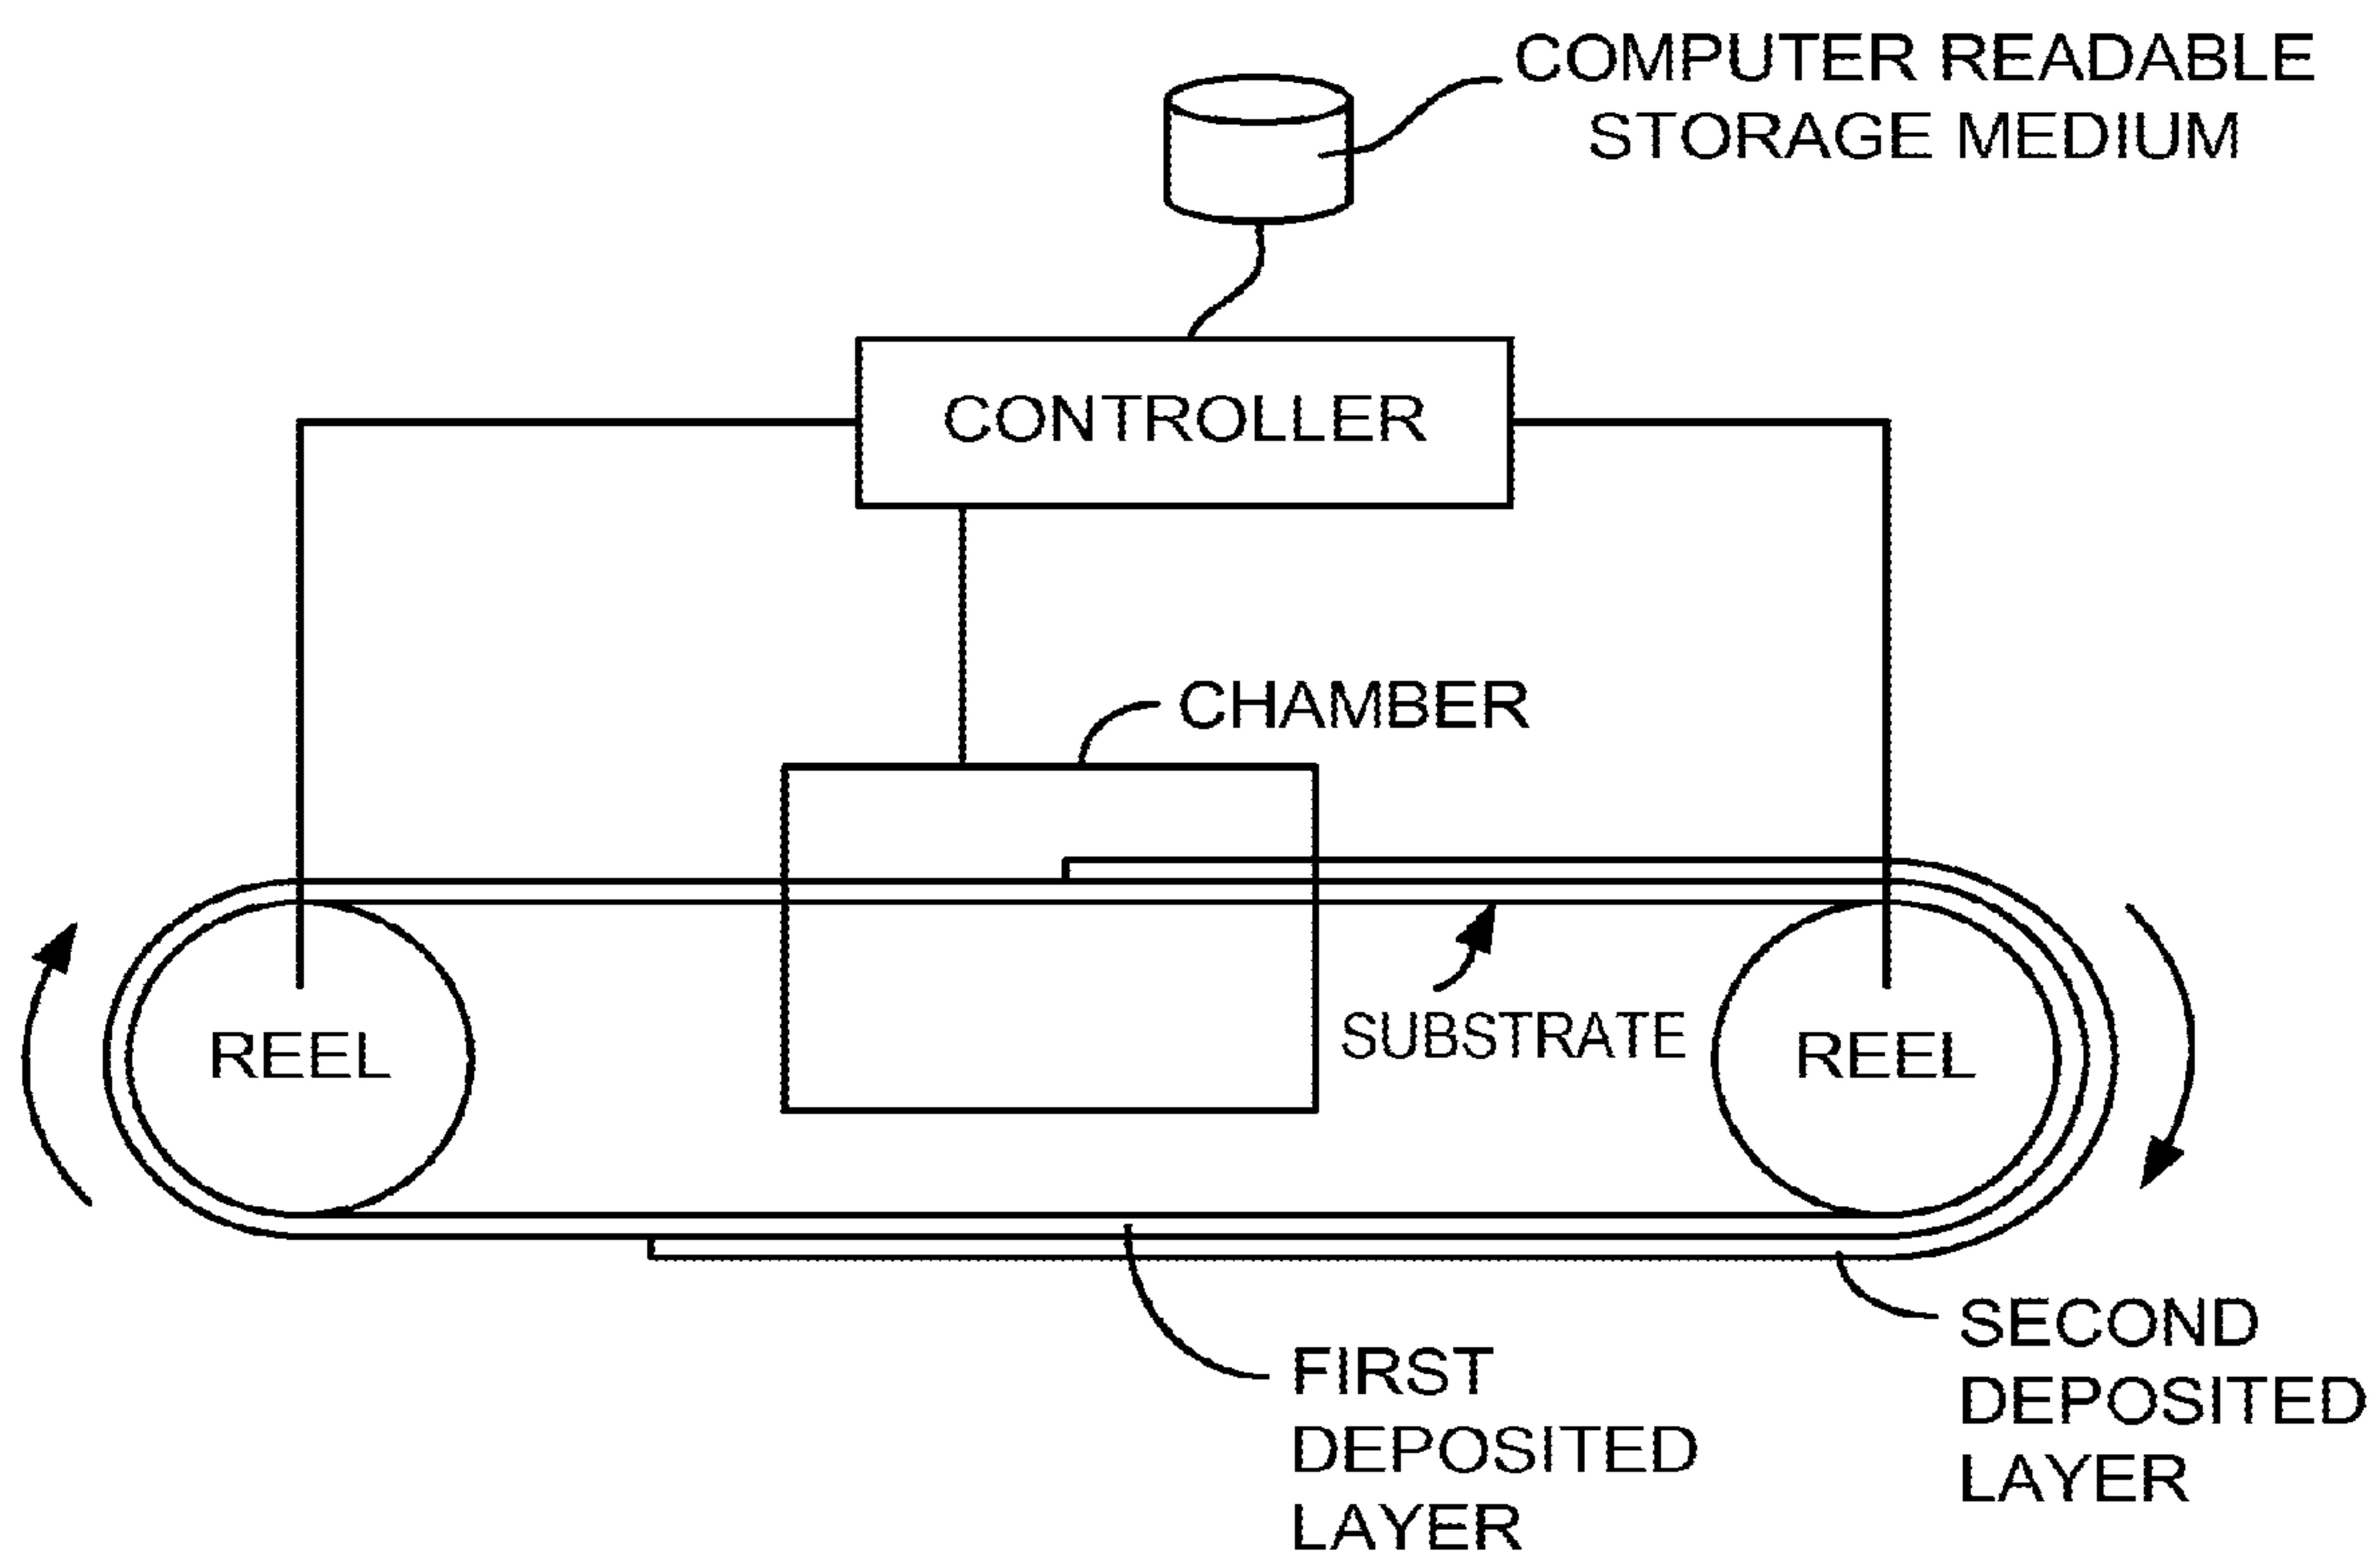 COMPUTER READABLE
STORAGE MEDIUM
CONTROLLER
CHAMBER
SUBSTRATE
REEL
REEL
FIRST
DEPOSITED
LAYER
SECOND
DEPOSITED
LAYER